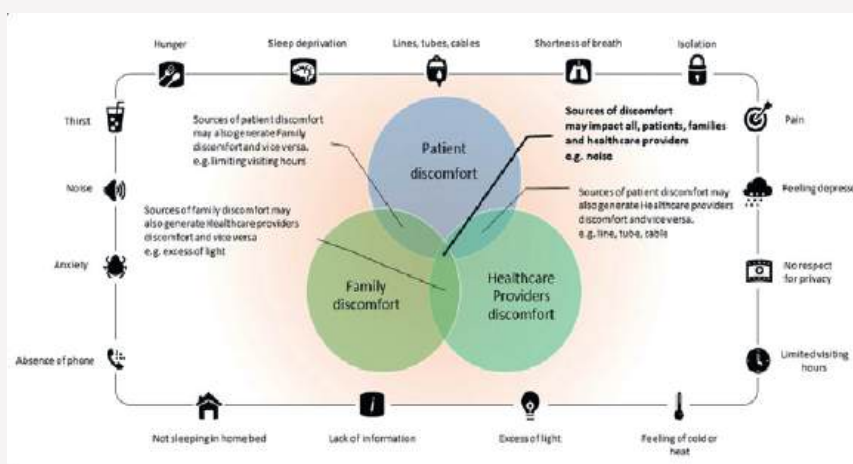 Hunger
Sleep deprivation
Lines, tubes, cables
Shortness of breath
Isolation
Thirst
Noise
Anxiety
Absence of phone
Sources of patient discomfort
may also generate Family
discomfort and vice versa.
e.g. limiting visiting hours
Sources of family discomfort may
also generate Healthcare providers
discomfort and vice versa
e.g. excess of light
Patient
discomfort
Family
discomfort
Healthcare
Providers
discomfort
Sources of discomfort
may impact all, patients, families
and healthcare providers
e.g. noise
Sources of patient discomfort may
also generate Healthcare providers
discomfort and vice versa.
e.g. line, tube, cable
Pain
Feeling depresse
No respect
for privacy
Limited visiting
hours
Not sleeping in home bed
Lack of information
Excess of light
Feeling of cold or
heat